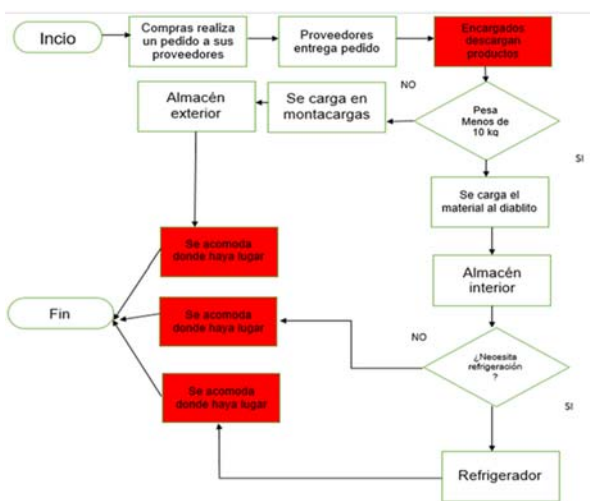 Incio
Compras realiza
un pedido a sus
proveedores
Proveedores
entrega pedido
Encargados
descargan
productos
NO
Pesa
Menos de
10 kg
SI
Se carga en
montacargas
Almacén
exterior
Se carga el
material al diablito
Almacén
interior
Se acomoda
donde haya lugar
Se acomoda
donde haya lugar
Se acomoda
donde haya lugar
Fin
NO
¿Necesita
refrigeración
?
SI
Refrigerador